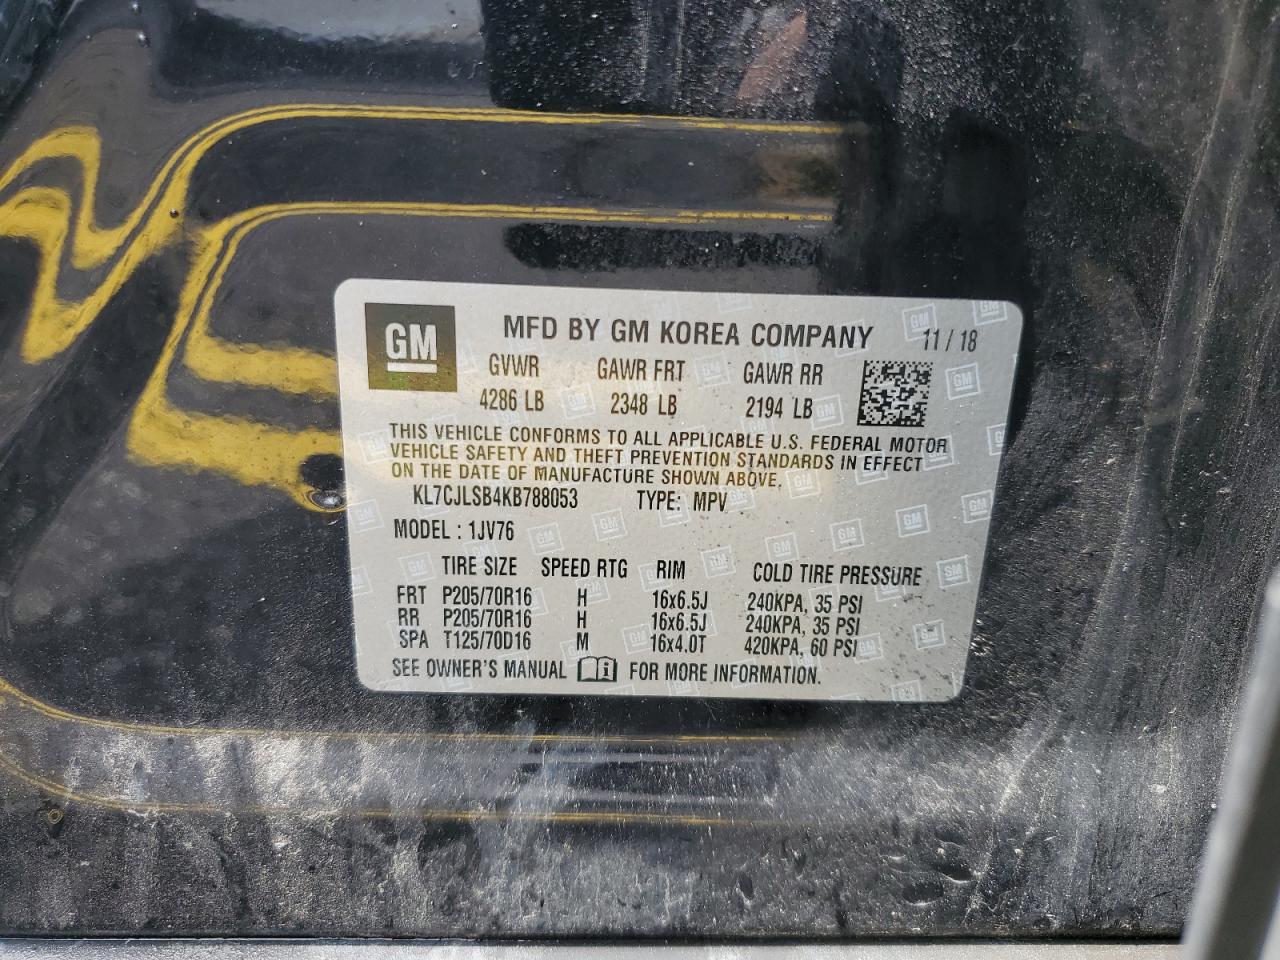 GM MFD BY GM KOREA COMPANY 11 / 18
GVWR GAWR FRT GAWR RR
4286 LB 2348 LB 2194 LB
THIS VEHICLE CONFORMS TO ALL APPLICABLE U.S. FEDERAL MOTOR
VEHICLE SAFETY AND THEFT PREVENTION STANDARDS IN EFFECT
ON THE DATE OF MANUFACTURE SHOWN ABOVE.
KL7CJLSB4KB788053 TYPE: MPV
MODEL : 1JV76
TIRE SIZE SPEED RTG RIM COLD TIRE PRESSURE
FRT P205/70R16 H 16x6.5J 240KPA, 35 PSI
RR P205/70R16 H 16x6.5J 240KPA, 35 PSI
SPA T125/70D16 M 16x4.0T 420KPA, 60 PSI
SEE OWNER'S MANUAL FOR MORE INFORMATION.